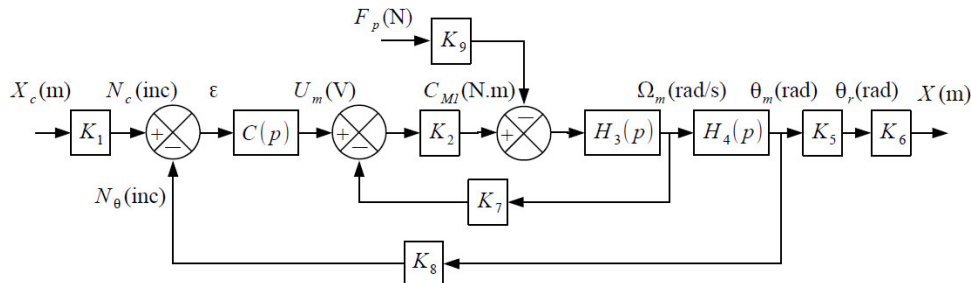 F_p(N)
K_9
X_c(m) N_c(inc) ε U_m(V) C_M1(N.m) Ω_m(rad/s) θ_m(rad) θ_r(rad) X(m)
K_1 + − C(p) + − K_2 + − H_3(p) H_4(p) K_5 K_6
N_θ(inc)
K_7
K_8